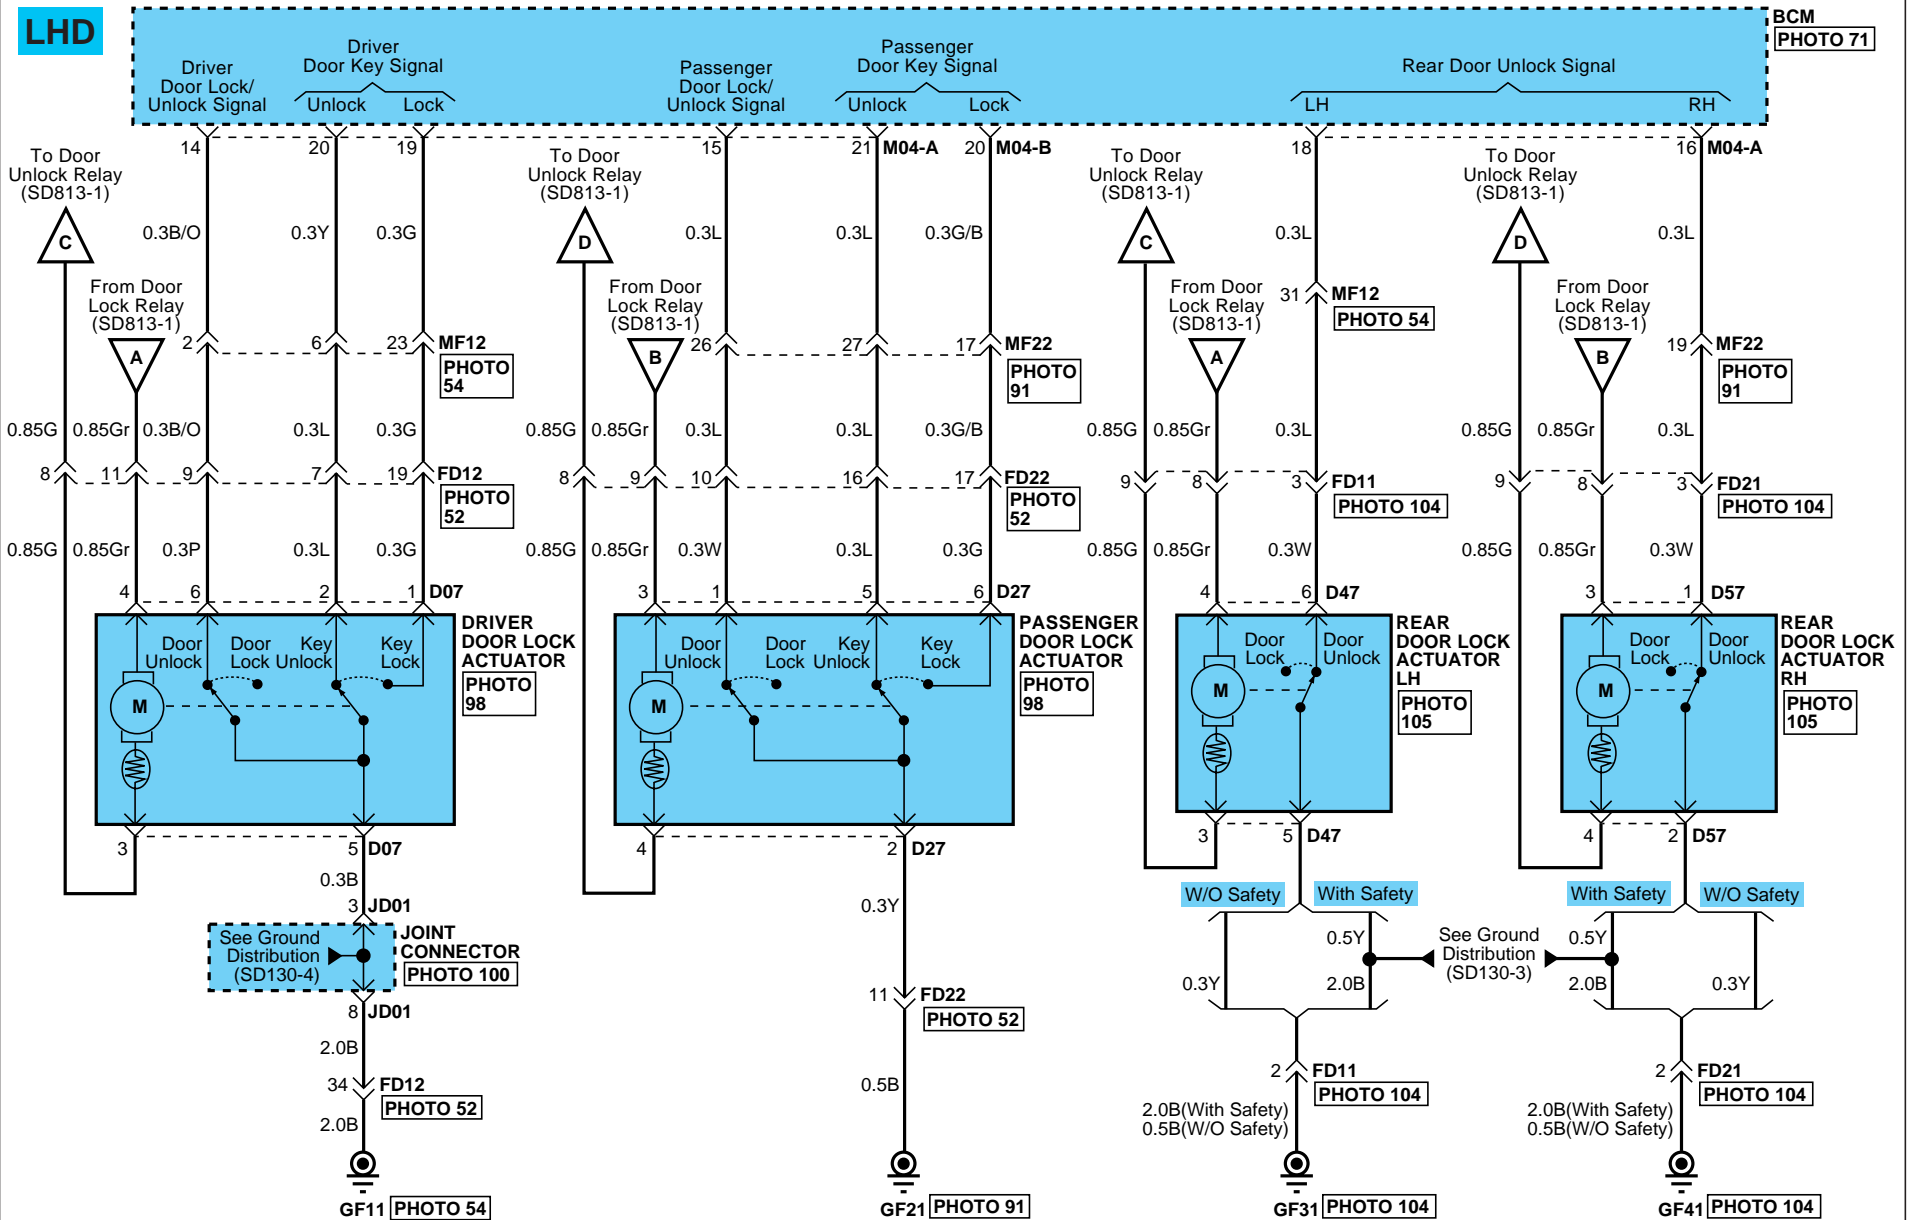 LHD
BCM
PHOTO 71
Driver
Door Lock/
Unlock Signal
Driver
Door Key Signal
Unlock
Lock
Passenger
Door Lock/
Unlock Signal
Passenger
Door Key Signal
Unlock
Lock
Rear Door Unlock Signal
LH
RH
14
20
19
15
21
M04-A
20
M04-B
18
16
M04-A
To Door
Unlock Relay
(SD813-1)
C
To Door
Unlock Relay
(SD813-1)
D
To Door
Unlock Relay
(SD813-1)
C
To Door
Unlock Relay
(SD813-1)
D
0.3B/O
0.3Y
0.3G
0.3L
0.3L
0.3G/B
0.3L
0.3L
From Door
Lock Relay
(SD813-1)
A
From Door
Lock Relay
(SD813-1)
B
From Door
Lock Relay
(SD813-1)
A
From Door
Lock Relay
(SD813-1)
B
31
MF12
PHOTO 54
2
6
23
MF12
PHOTO
54
26
27
17
MF22
PHOTO
91
19
MF22
PHOTO
91
0.85G
0.85Gr
0.3B/O
0.3L
0.3G
0.85G
0.85Gr
0.3L
0.3L
0.3G/B
0.85G
0.85Gr
0.3L
0.85G
0.85Gr
0.3L
8
11
9
7
19
FD12
PHOTO
52
8
9
10
16
17
FD22
PHOTO
52
9
8
3
FD11
PHOTO 104
9
8
3
FD21
PHOTO 104
0.85G
0.85Gr
0.3P
0.3L
0.3G
0.85G
0.85Gr
0.3W
0.3L
0.3G
0.85G
0.85Gr
0.3W
0.85G
0.85Gr
0.3W
4
6
2
1
D07
3
1
5
6
D27
4
6
D47
3
1
D57
Door
Unlock
Door
Lock
Key
Unlock
Key
Lock
M
DRIVER
DOOR LOCK
ACTUATOR
PHOTO
98
Door
Unlock
Door
Lock
Key
Unlock
Key
Lock
M
PASSENGER
DOOR LOCK
ACTUATOR
PHOTO
98
Door
Lock
Door
Unlock
M
REAR
DOOR LOCK
ACTUATOR
LH
PHOTO
105
Door
Lock
Door
Unlock
M
REAR
DOOR LOCK
ACTUATOR
RH
PHOTO
105
3
5
D07
4
2
D27
3
5
D47
4
2
D57
0.3B
3
JD01
See Ground
Distribution
(SD130-4)
JOINT
CONNECTOR
PHOTO 100
8
JD01
2.0B
34
FD12
PHOTO 52
2.0B
GF11
PHOTO 54
0.3Y
11
FD22
PHOTO 52
0.5B
GF21
PHOTO 91
W/O Safety
With Safety
0.5Y
0.3Y
2.0B
See Ground
Distribution
(SD130-3)
With Safety
W/O Safety
0.5Y
2.0B
0.3Y
2
FD11
PHOTO 104
2.0B(With Safety)
0.5B(W/O Safety)
GF31
PHOTO 104
2
FD21
PHOTO 104
2.0B(With Safety)
0.5B(W/O Safety)
GF41
PHOTO 104